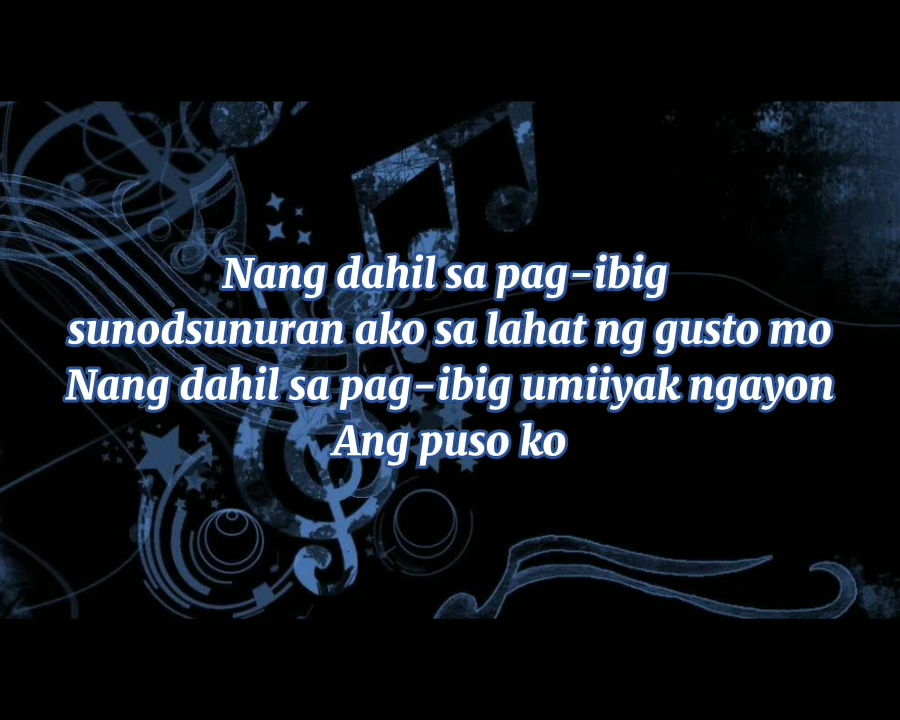 Nang dahil sa pag-ibig
sunodsunuran ako sa lahat ng gusto mo
Nang dahil sa pag-ibig umiiyak ngayon
Ang puso ko